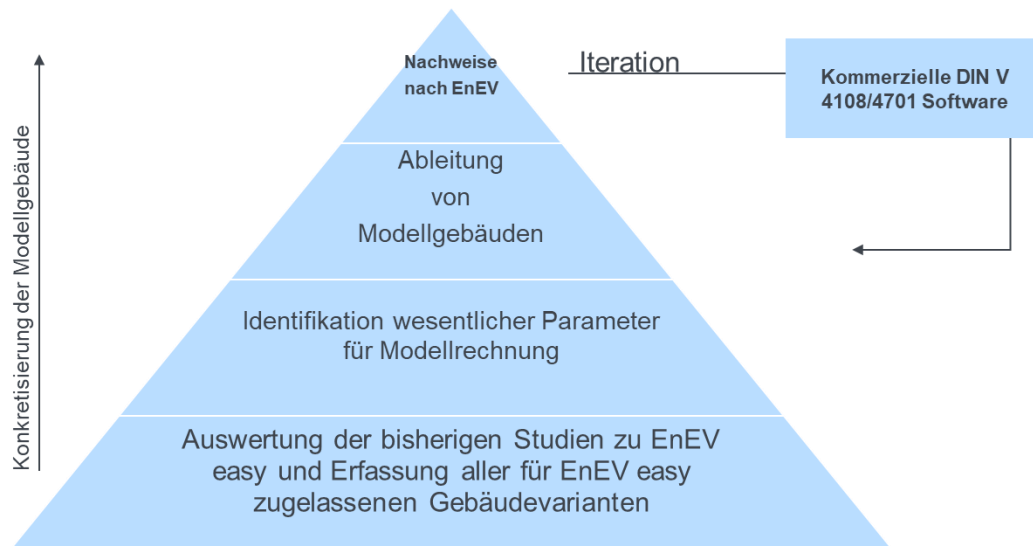 Nachweise
nach EnEV
Iteration
Kommerzielle DIN V
4108/4701 Software
Ableitung
von
Modellgebäuden
Identifikation wesentlicher Parameter
für Modellrechnung
Auswertung der bisherigen Studien zu EnEV
easy und Erfassung aller für EnEV easy
zugelassenen Gebäudevarianten
Konkretisierung der Modellgebäude